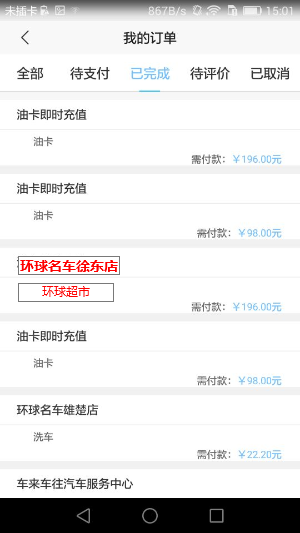 未插卡 867B/s 15:01
我的订单
全部 待支付 已完成 待评价 已取消
油卡即时充值
油卡
需付款：￥196.00元
油卡即时充值
油卡
需付款：￥98.00元
环球名车徐东店
环球超市
需付款：￥196.00元
油卡即时充值
油卡
需付款：￥98.00元
环球名车雄楚店
洗车
需付款：￥22.20元
车来车往汽车服务中心